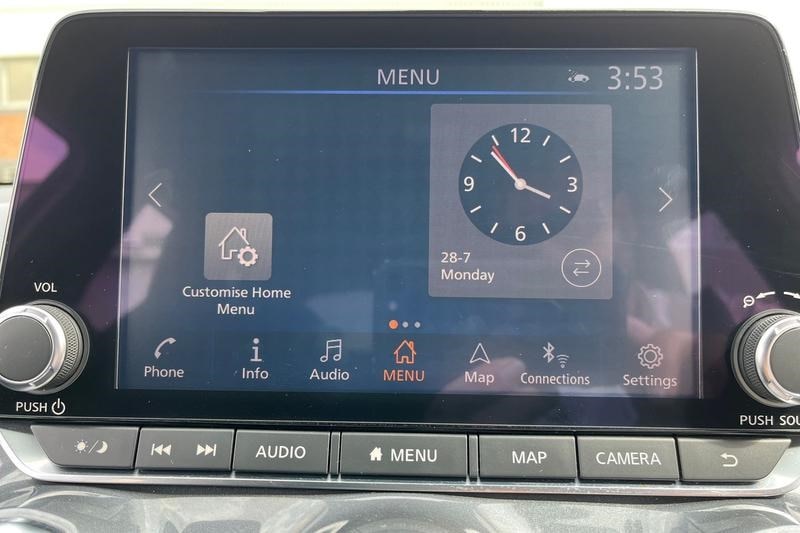 MENU
3:53
12
9
3
6
28-7
Monday
Customise Home
Menu
VOL
Phone
Info
Audio
MENU
Map
Connections
Settings
PUSH
PUSH SOU
AUDIO
MENU
MAP
CAMERA